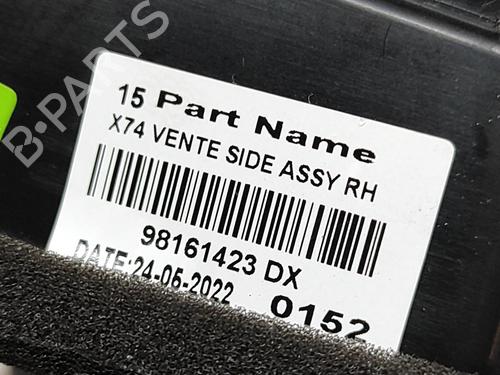 B-PARTS
15 Part Name
X74 VENTE SIDE ASSY RH
98161423 DX
DATE:24-05-2022 0152